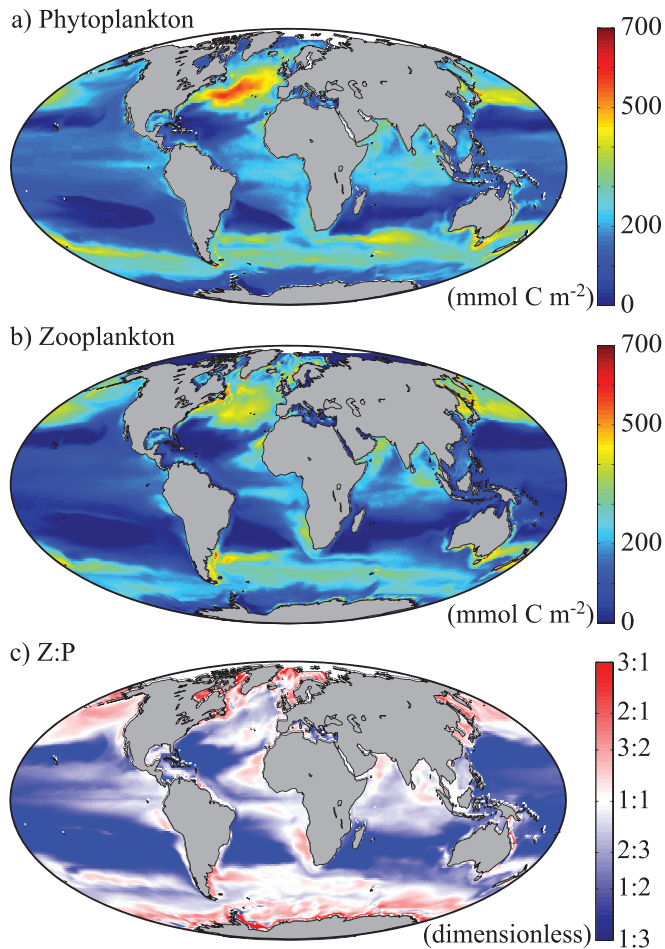 a) Phytoplankton
700
500
200
0
(mmol C m-2)
b) Zooplankton
700
500
200
0
(mmol C m-2)
c) Z:P
3:1
2:1
3:2
1:1
2:3
1:2
1:3
(dimensionless)